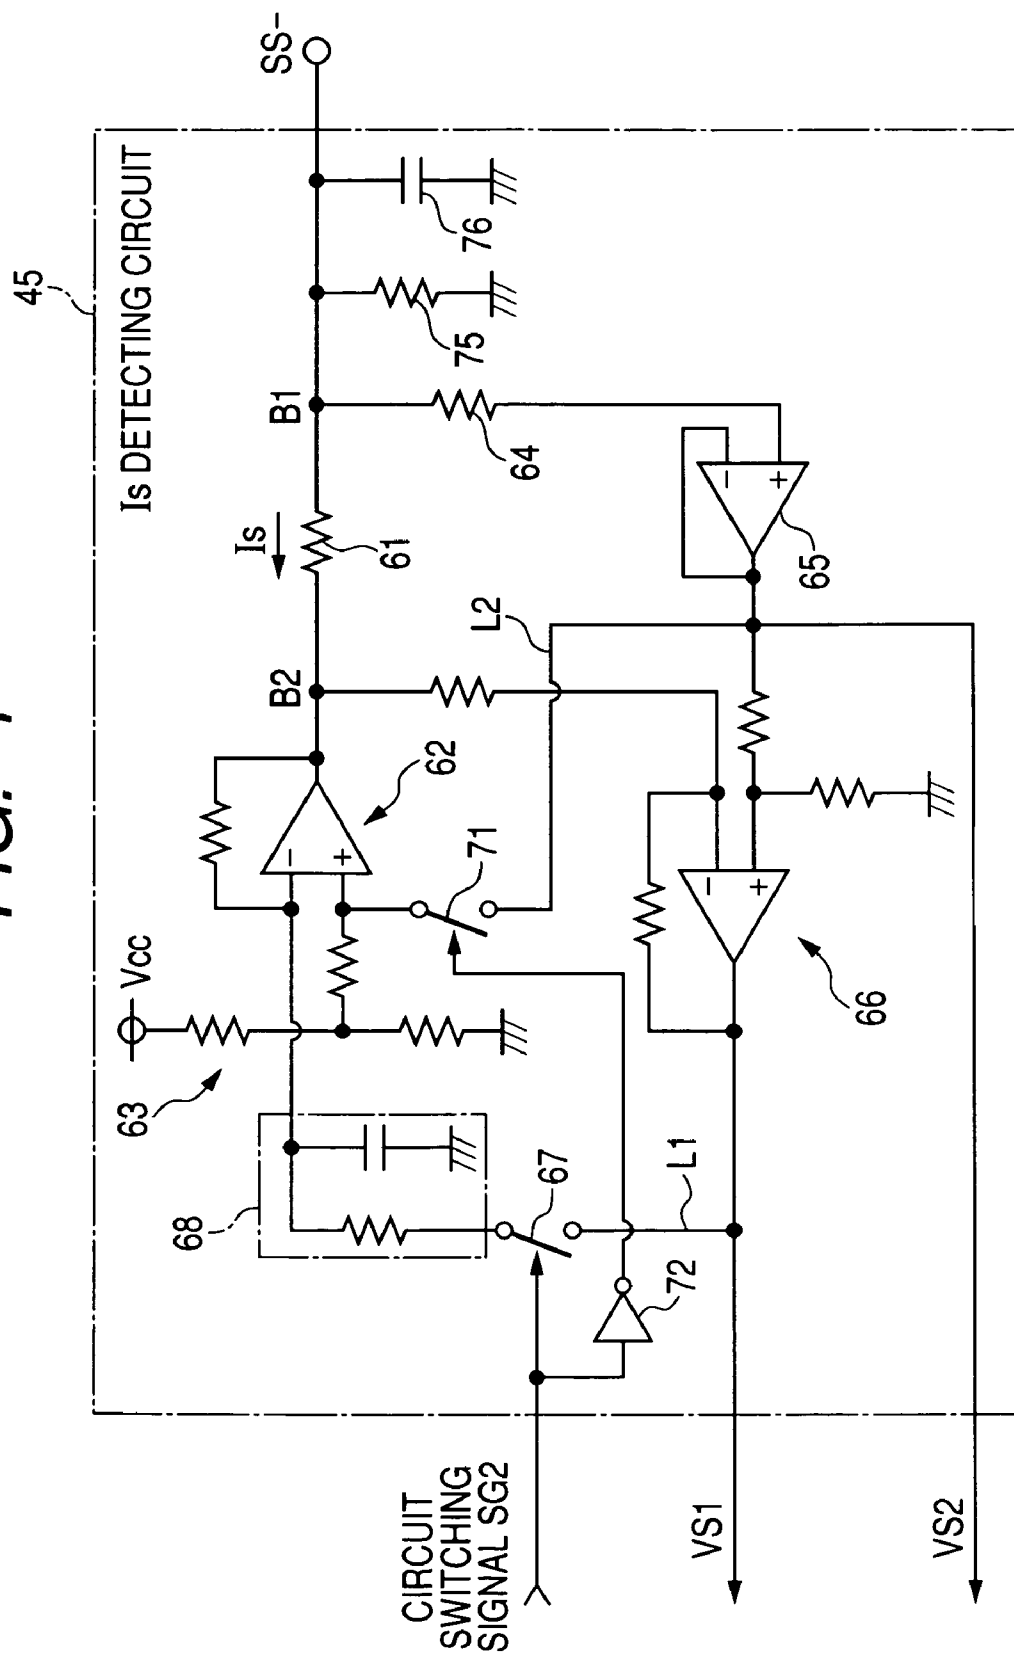 45
Is DETECTING CIRCUIT
SS-
Vcc
63
62
B2
Is
B1
61
64
75
76
68
67
71
L2
72
L1
66
65
-
+
-
+
-
+
CIRCUIT
SWITCHING
SIGNAL SG2
VS1
VS2